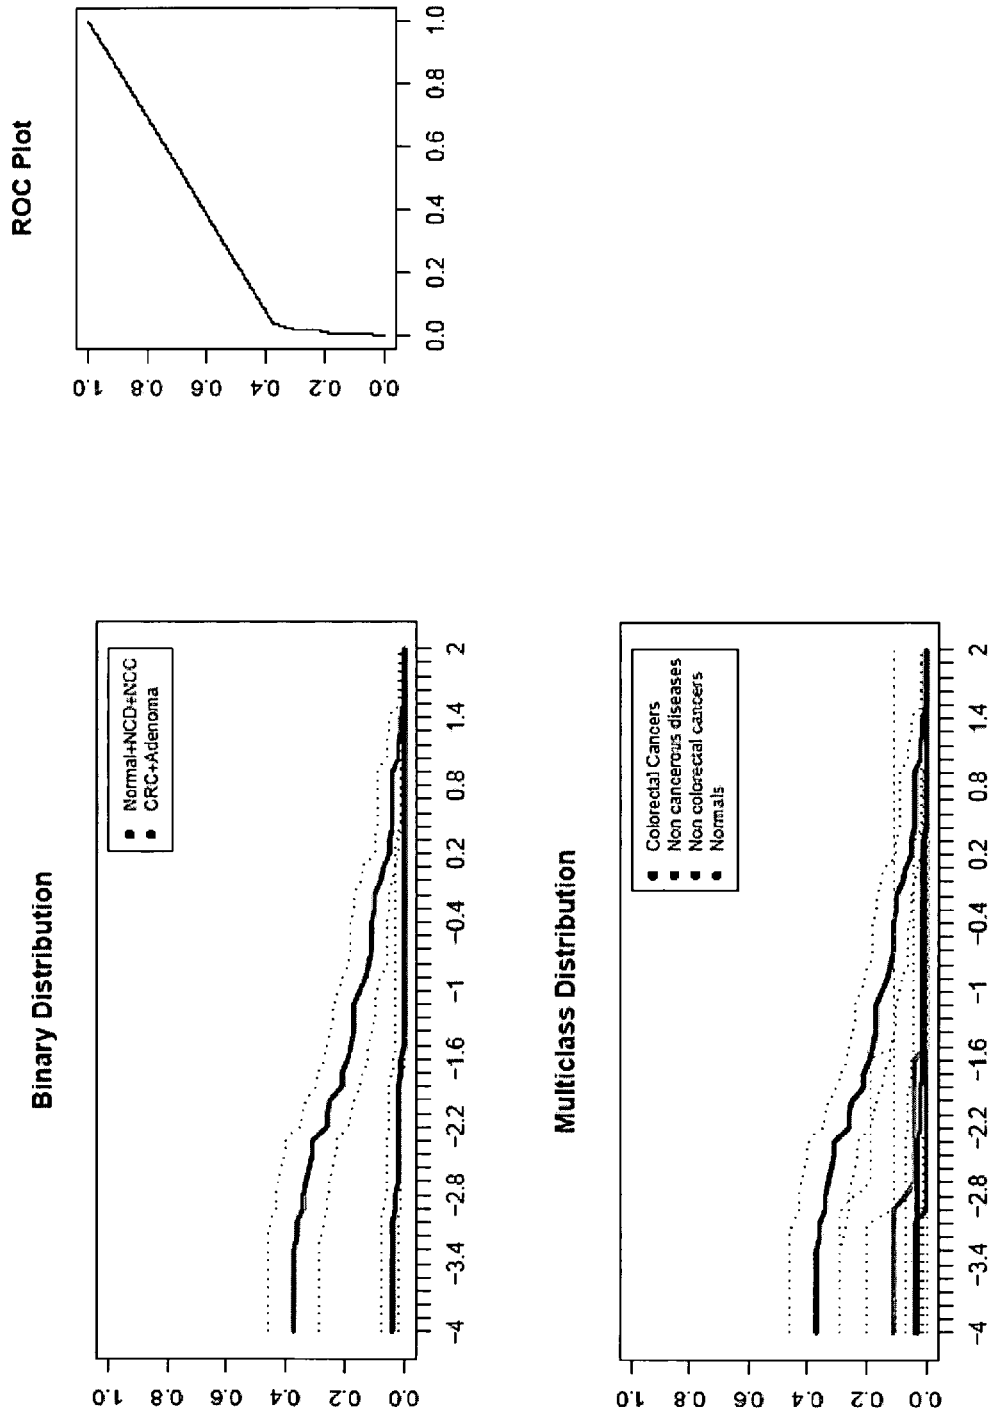 Binary Distribution
1.0
0.8
0.6
0.4
0.2
0.0
Normal+NCD+NCC
CRC+Adenoma
-4 -3.4 -2.8 -2.2 -1.6 -1 -0.4 0.2 0.8 1.4 2
ROC Plot
1.0
0.8
0.6
0.4
0.2
0.0
0.0 0.2 0.4 0.6 0.8 1.0
Multiclass Distribution
1.0
0.8
0.6
0.4
0.2
0.0
Colorectal Cancers
Non cancerous diseases
Non colorectal cancers
Normals
-4 -3.4 -2.8 -2.2 -1.6 -1 -0.4 0.2 0.8 1.4 2